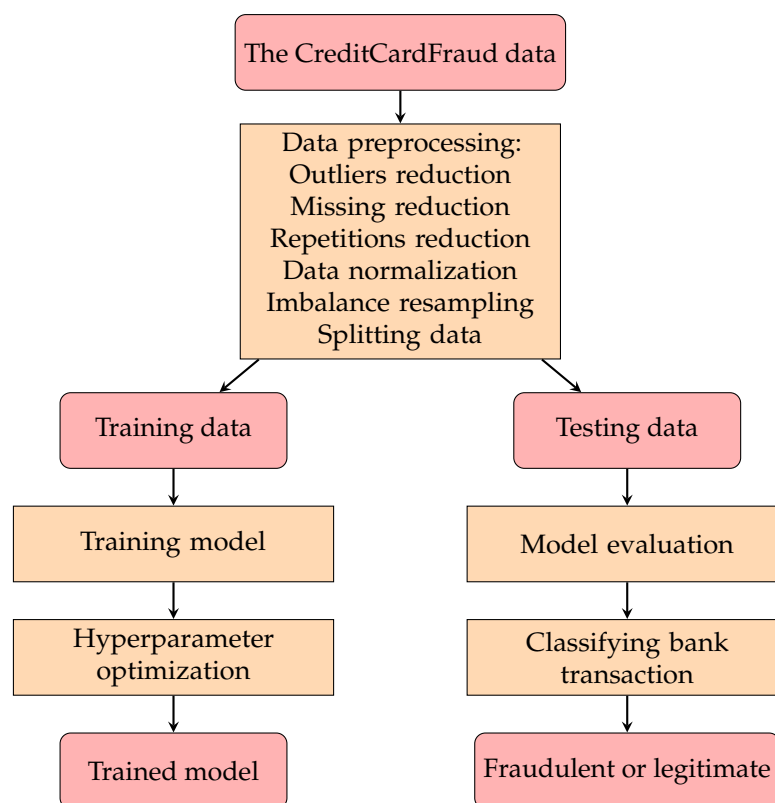 The CreditCardFraud data
Data preprocessing:
Outliers reduction
Missing reduction
Repetitions reduction
Data normalization
Imbalance resampling
Splitting data
Training data
Testing data
Training model
Model evaluation
Hyperparameter
optimization
Classifying bank
transaction
Trained model
Fraudulent or legitimate